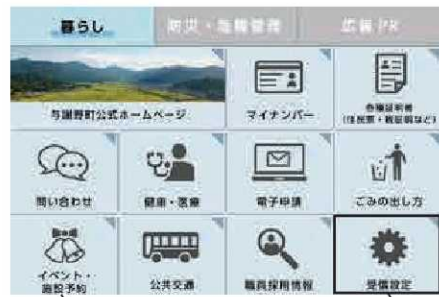 暮らし
防災・危機管理
広報・PR
与謝野町公式ホームページ
マイナンバー
各種証明書
(住民票・戸籍など)
問い合わせ
健康・医療
電子申請
ごみの出し方
イベント・
施設予約
公共交通
職員採用情報
受信設定